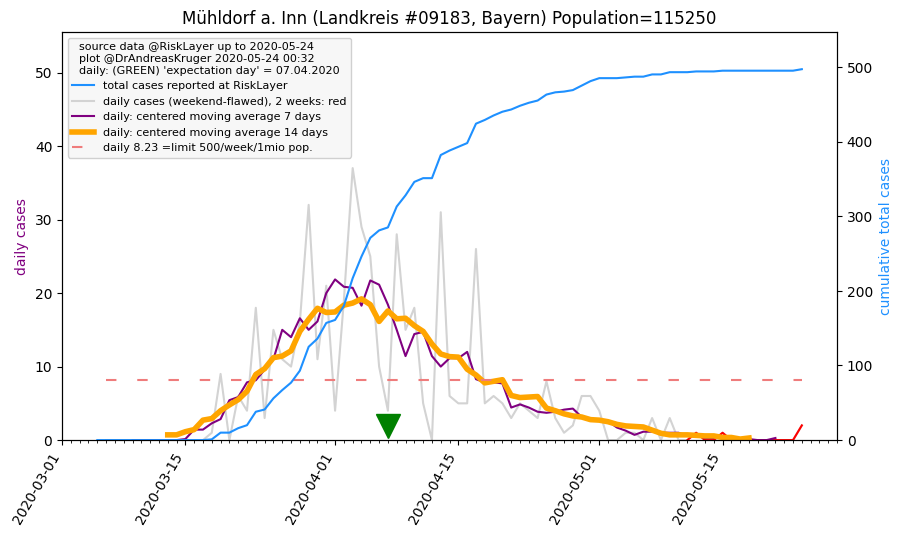 Mühldorf a. Inn (Landkreis #09183, Bayern) Population=115250
source data @RiskLayer up to 2020-05-24
plot @DrAndreasKruger 2020-05-24 00:32
daily: (GREEN) 'expectation day' = 07.04.2020
total cases reported at RiskLayer
daily cases (weekend-flawed), 2 weeks: red
daily: centered moving average 7 days
daily: centered moving average 14 days
daily 8.23 =limit 500/week/1mio pop.
daily cases
50
40
30
20
10
0
500
400
300
200
100
0
cumulative total cases
2020-03-01
2020-03-15
2020-04-01
2020-04-15
2020-05-01
2020-05-15